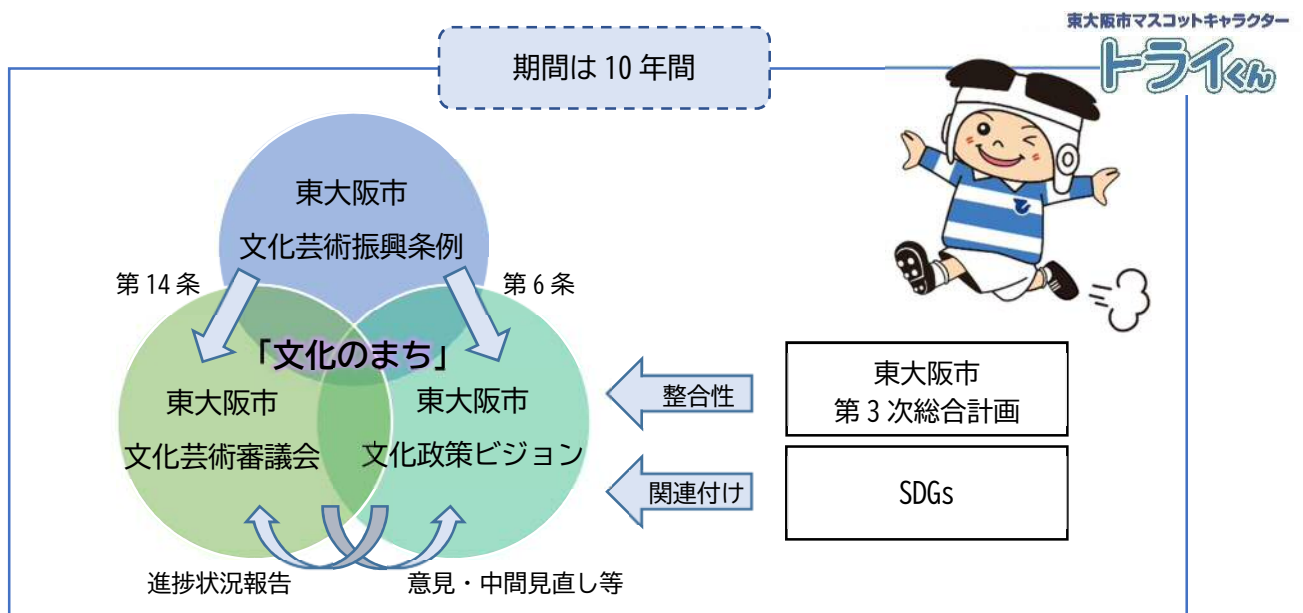 東大阪市マスコットキャラクター
トライくん
期間は 10 年間
東大阪市
文化芸術振興条例
第 14 条
第 6 条
「文化のまち」
東大阪市
文化芸術審議会
東大阪市
文化政策ビジョン
整合性
東大阪市
第 3 次総合計画
関連付け
SDGs
進捗状況報告
意見・中間見直し等